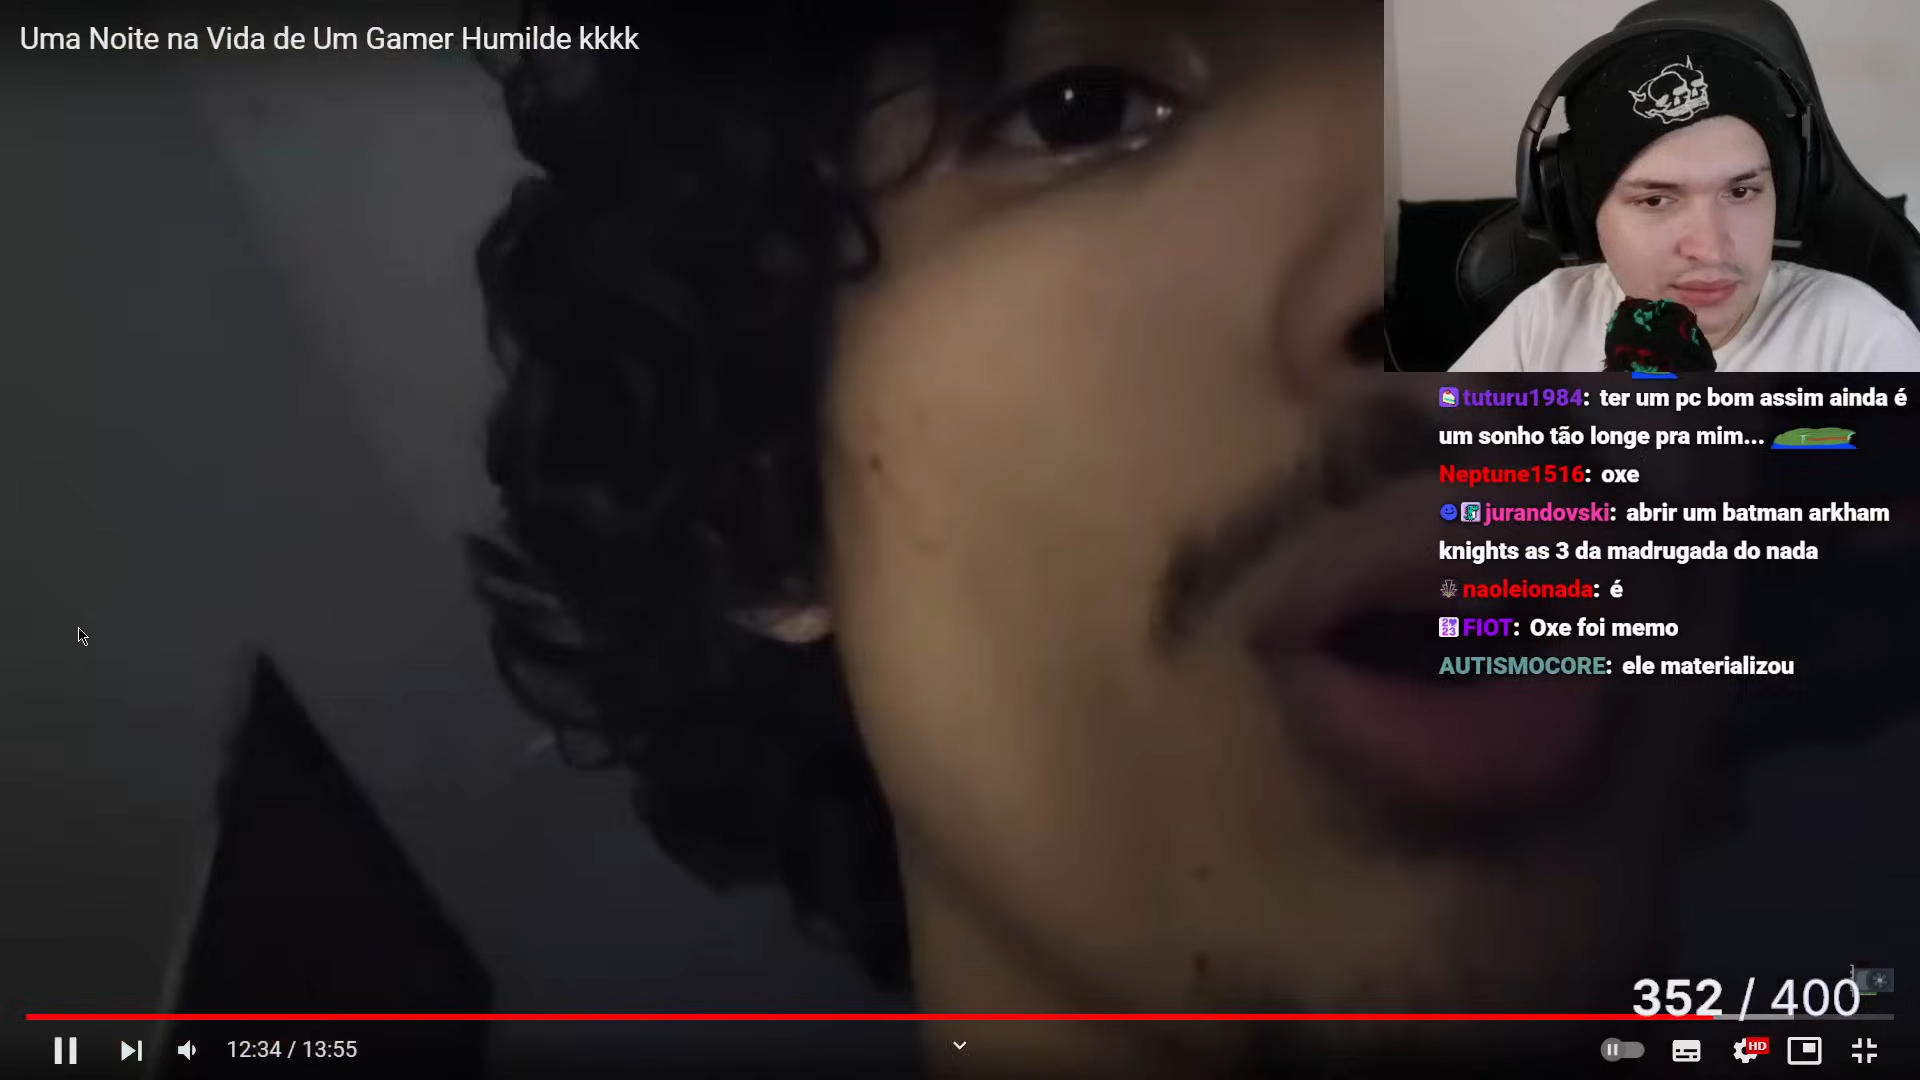 Uma Noite na Vida de Um Gamer Humilde kkkk
tuturu1984: ter um pc bom assim ainda é
um sonho tão longe pra mim...
Neptune1516: oxe
jurandovski: abrir um batman arkham
knights as 3 da madrugada do nada
naoleionada: é
FIOT: Oxe foi memo
AUTISMOCORE: ele materializou
352 / 400
12:34 / 13:55
HD